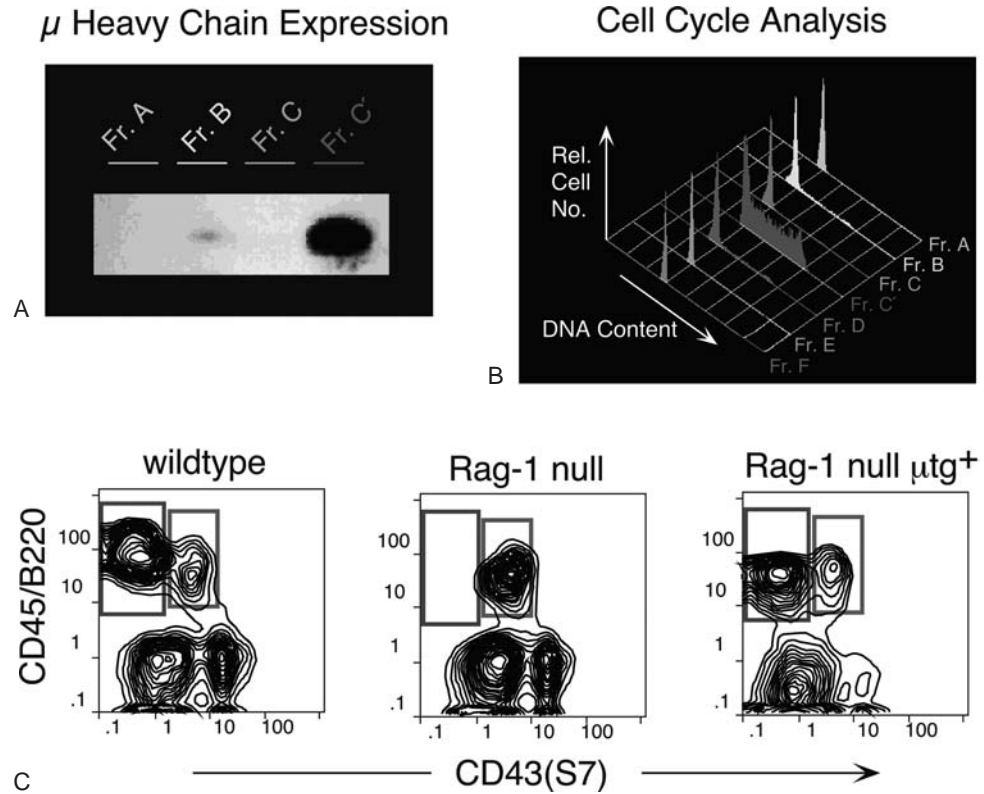 μ Heavy Chain Expression
Fr. A
Fr. B
Fr. C
Fr. C'
A
Cell Cycle Analysis
Rel.
Cell
No.
DNA Content
Fr. A
Fr. B
Fr. C
Fr. C'
Fr. D
Fr. E
Fr. F
B
wildtype
Rag-1 null
Rag-1 null μtg+
CD45/B220
100
10
1
.1
.1 1 10 100
100
10
1
.1
.1 1 10 100
100
10
1
.1
.1 1 10 100
CD43(S7)
C